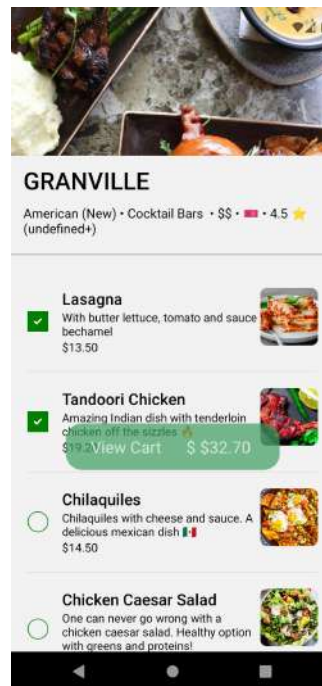 GRANVILLE
American (New) • Cocktail Bars • $$ • 🎫 • 4.5 ⭐
(undefined+)
Lasagna
With butter lettuce, tomato and sauce
bechamel
$13.50
Tandoori Chicken
Amazing Indian dish with tenderloin
chicken off the sizzles 🔥
$19.20
View Cart $ $32.70
Chilaquiles
Chilaquiles with cheese and sauce. A
delicious mexican dish 🇲🇽
$14.50
Chicken Caesar Salad
One can never go wrong with a
chicken caesar salad. Healthy option
with greens and proteins!